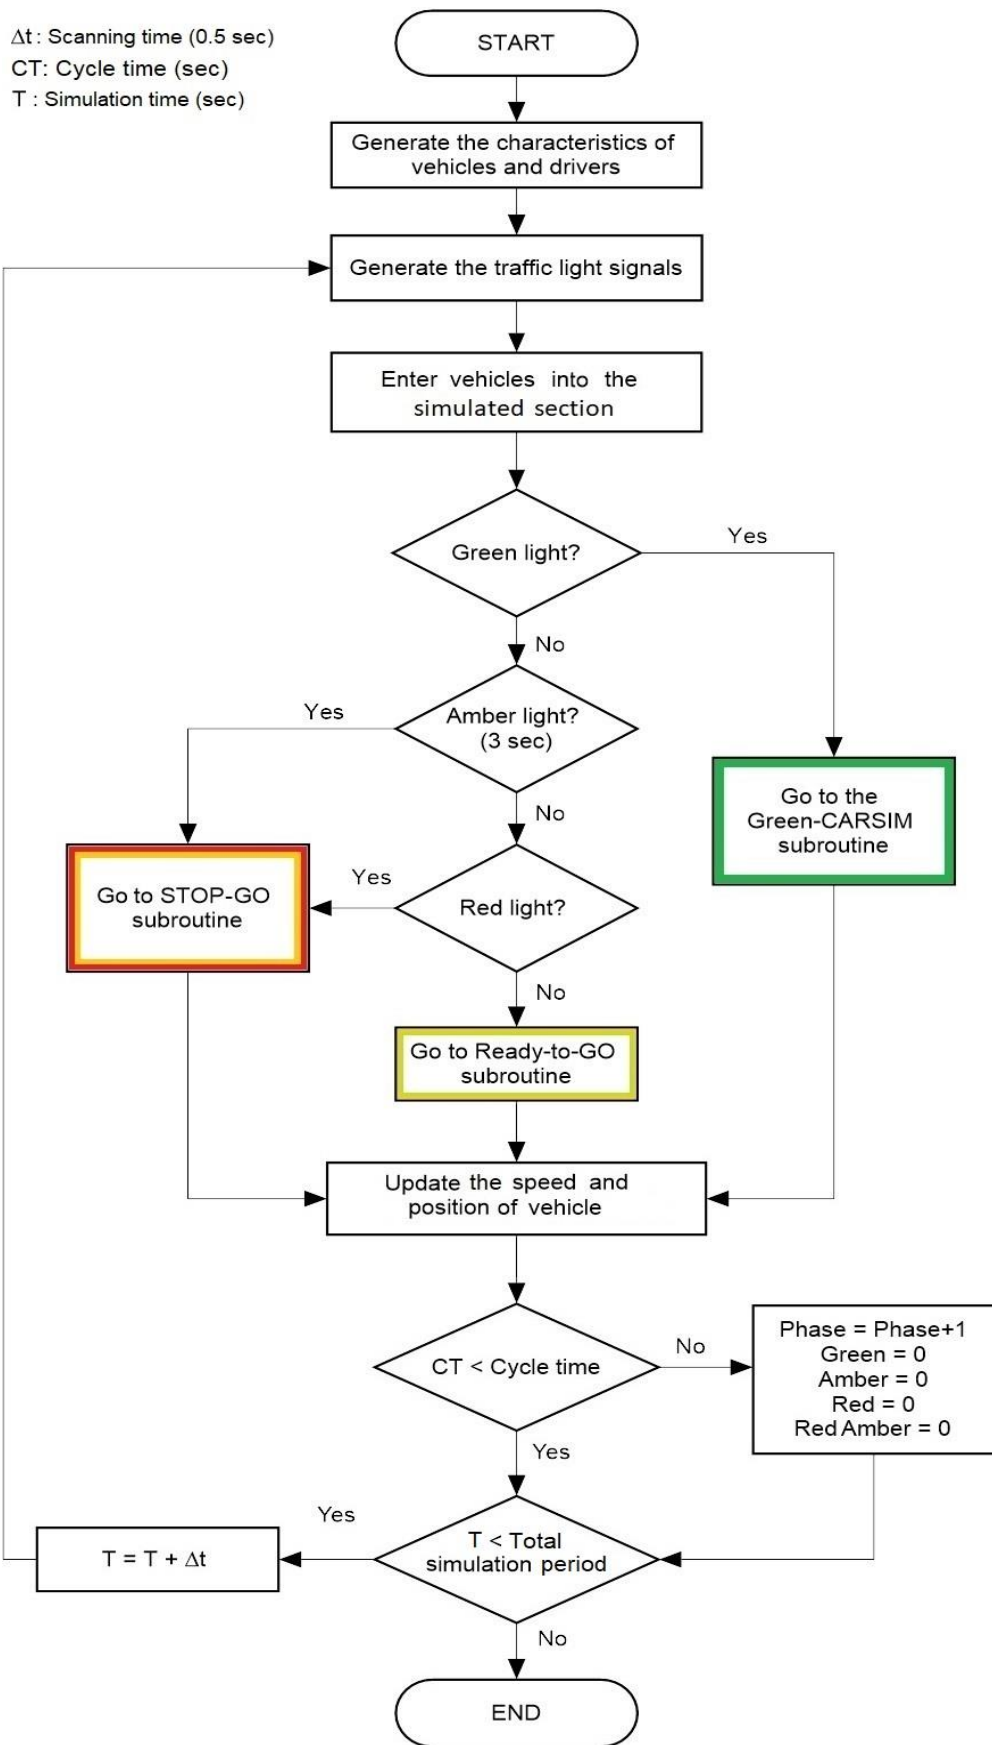 Δt : Scanning time (0.5 sec)
CT: Cycle time (sec)
T : Simulation time (sec)
START
Generate the characteristics of
vehicles and drivers
Generate the traffic light signals
Enter vehicles into the
simulated section
Green light?
Yes
No
Amber light?
(3 sec)
Yes
No
Go to the
Green-CARSIM
subroutine
Go to STOP-GO
subroutine
Yes
Red light?
No
Go to Ready-to-GO
subroutine
Update the speed and
position of vehicle
CT < Cycle time
No
Phase = Phase+1
Green = 0
Amber = 0
Red = 0
Red Amber = 0
Yes
T < Total
simulation period
Yes
T = T + Δt
No
END